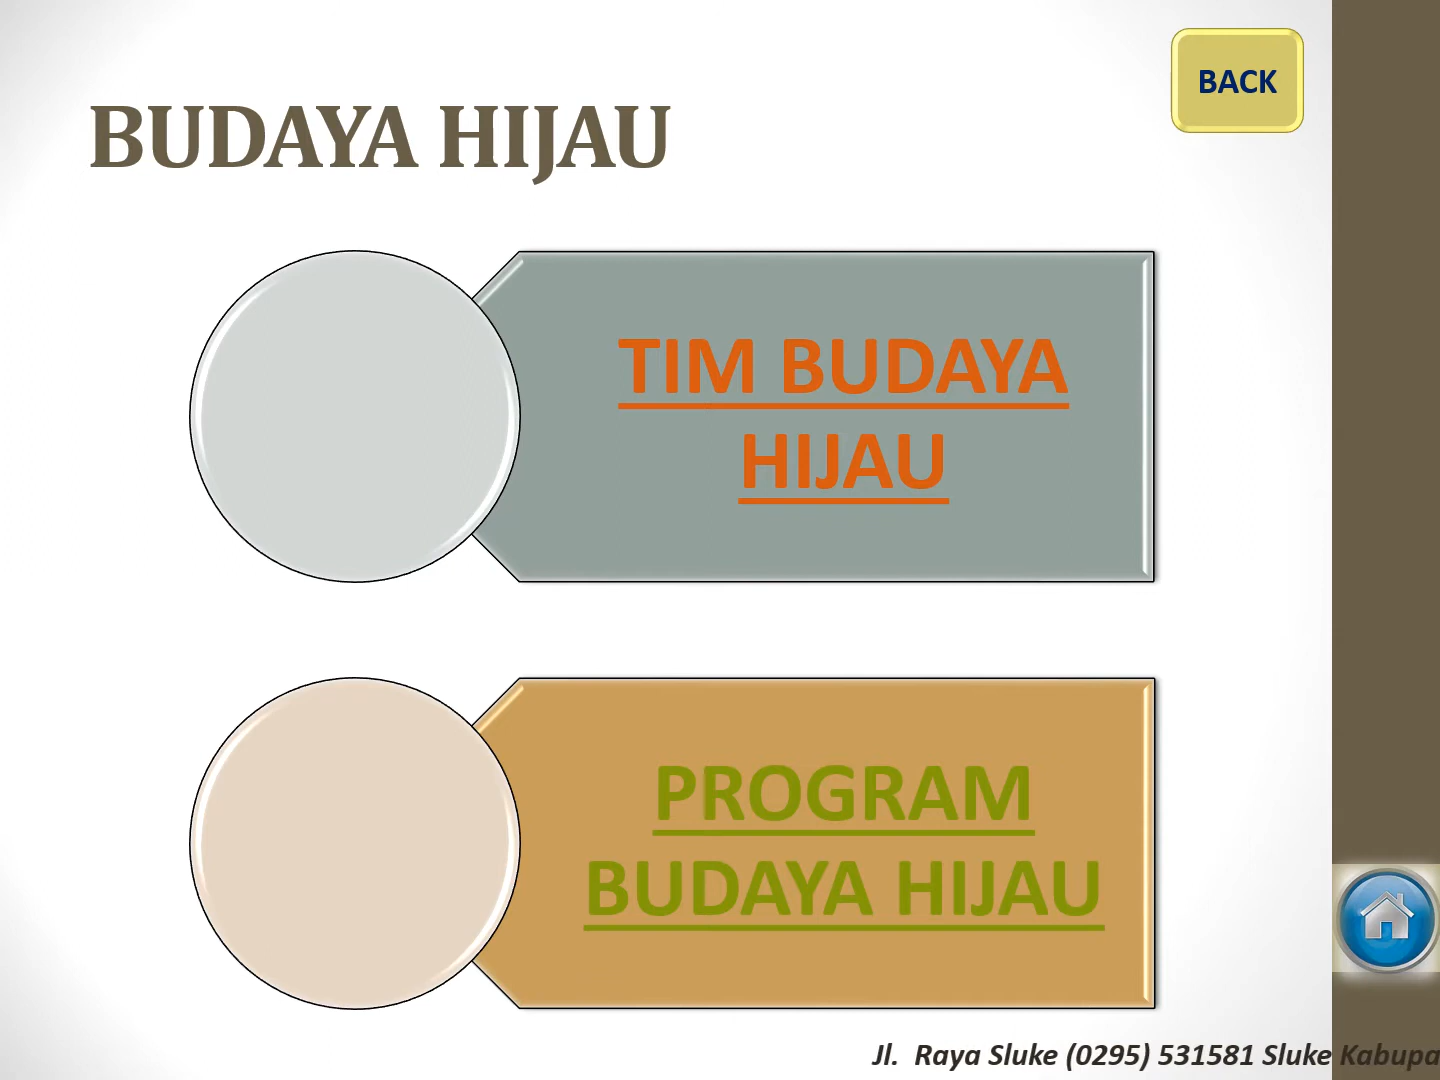 BACK
BUDAYA HIJAU
TIM BUDAYA
HIJAU
PROGRAM
BUDAYA HIJAU
Jl. Raya Sluke (0295) 531581 Sluke Kabupa